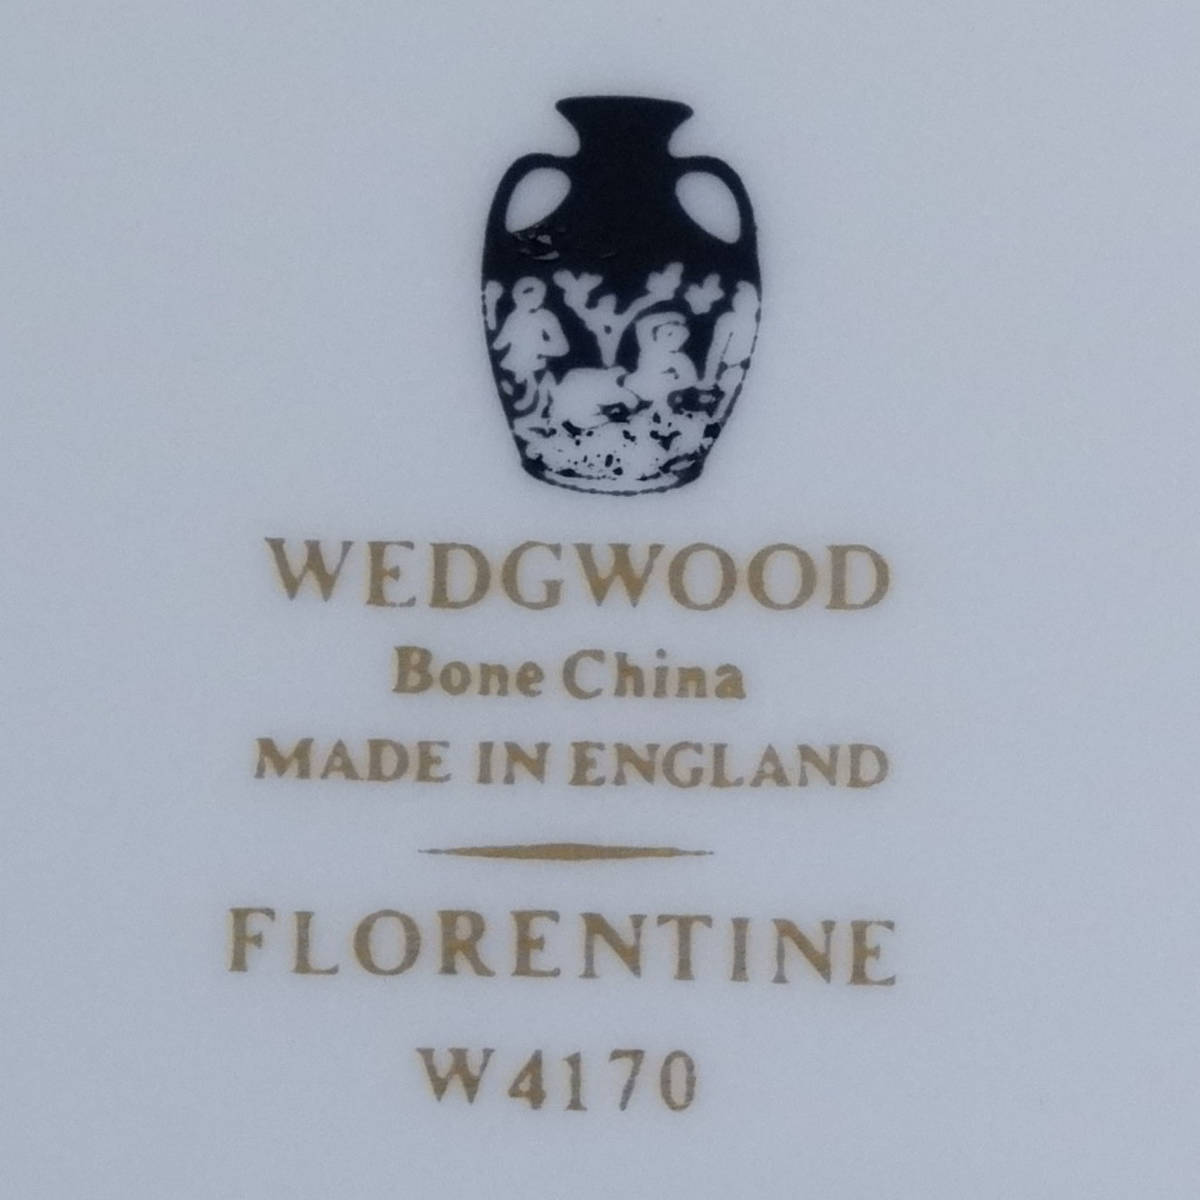 WEDGWOOD
Bone China
MADE IN ENGLAND
FLORENTINE
W4170